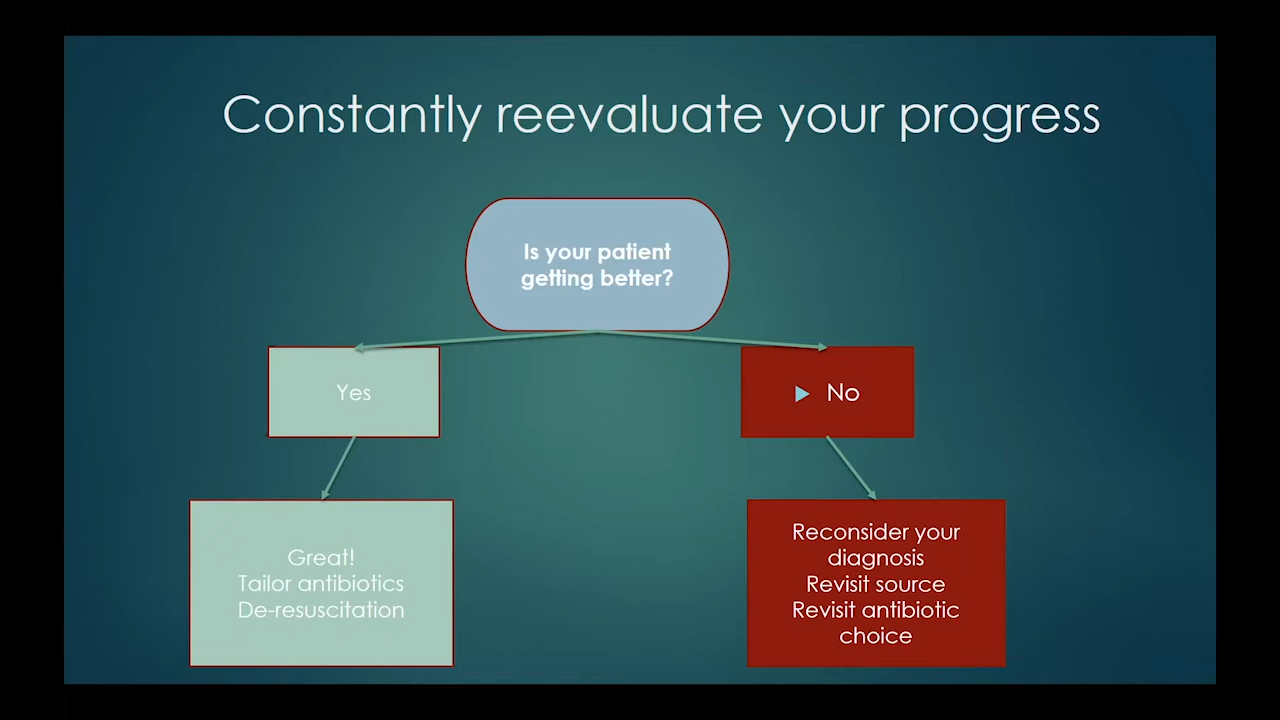 Constantly reevaluate your progress
Is your patient
getting better?
Yes
No
Great!
Tailor antibiotics
De-resuscitation
Reconsider your
diagnosis
Revisit source
Revisit antibiotic
choice